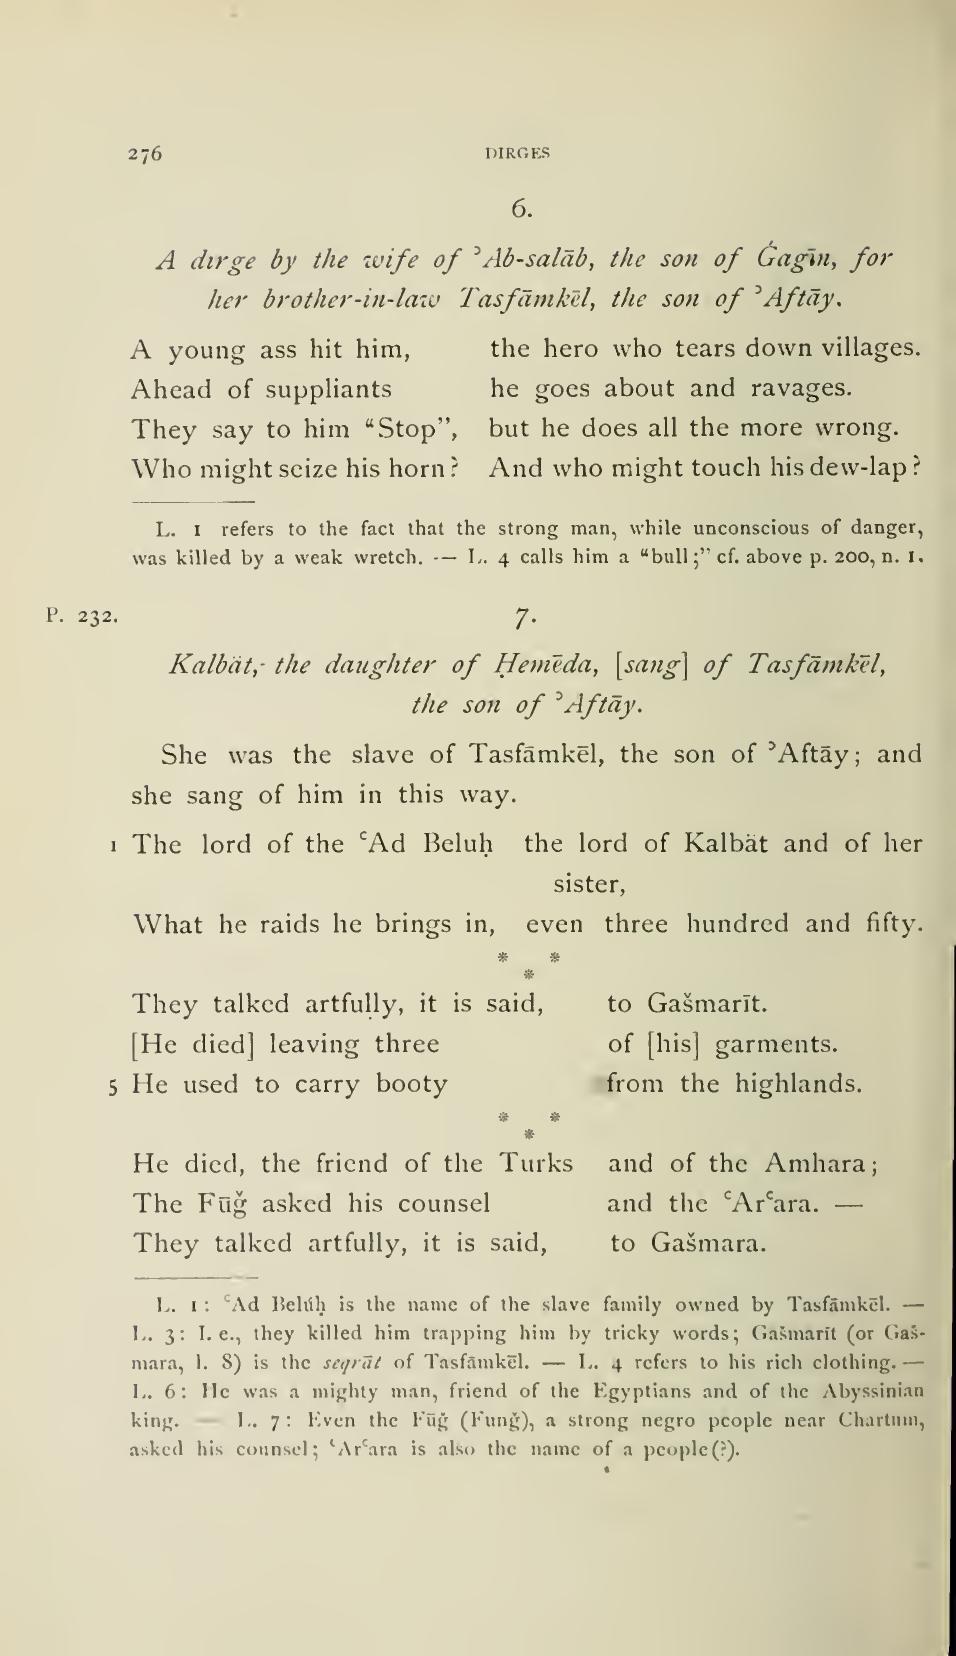 276 DIRGES
6.
A dirge by the wife of ʾAb-salāb, the son of Ǵagīn, for
her brother-in-law Tasfāmkēl, the son of ʾAftāy.
A young ass hit him, the hero who tears down villages.
Ahead of suppliants he goes about and ravages.
They say to him “Stop”, but he does all the more wrong.
Who might seize his horn? And who might touch his dew-lap?
L. 1 refers to the fact that the strong man, while unconscious of danger,
was killed by a weak wretch. — L. 4 calls him a “bull;” cf. above p. 200, n. 1.
P. 232. 7.
Kalbät, the daughter of Ḥemēda, [sang] of Tasfāmkēl,
the son of ʾAftāy.
She was the slave of Tasfāmkēl, the son of ʾAftāy; and
she sang of him in this way.
1 The lord of the ʿAd Beluḥ the lord of Kalbät and of her
sister,
What he raids he brings in, even three hundred and fifty.
* *
*
They talked artfully, it is said, to Gašmarīt.
[He died] leaving three of [his] garments.
5 He used to carry booty from the highlands.
* *
*
He died, the friend of the Turks and of the Amhara;
The Fūǧ asked his counsel and the ʿArʿara. —
They talked artfully, it is said, to Gašmara.
L. 1: ʿAd Belúḥ is the name of the slave family owned by Tasfāmkēl. —
L. 3: I. e., they killed him trapping him by tricky words; Gašmarīt (or Gaš-
mara, l. 8) is the seqrāt of Tasfāmkēl. — L. 4 refers to his rich clothing. —
L. 6: He was a mighty man, friend of the Egyptians and of the Abyssinian
king. — L. 7: Even the Fūǧ (Funǧ), a strong negro people near Chartum,
asked his counsel; ʿArʿara is also the name of a people(?).